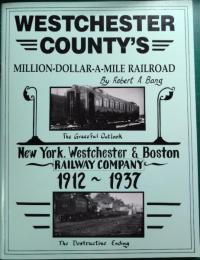 WESTCHESTER
COUNTY'S
MILLION-DOLLAR-A-MILE RAILROAD
By Robert A. Bang
The Graceful Outlook
New York, Westchester & Boston
RAILWAY COMPANY
1912 ~ 1937
The Destructive Ending